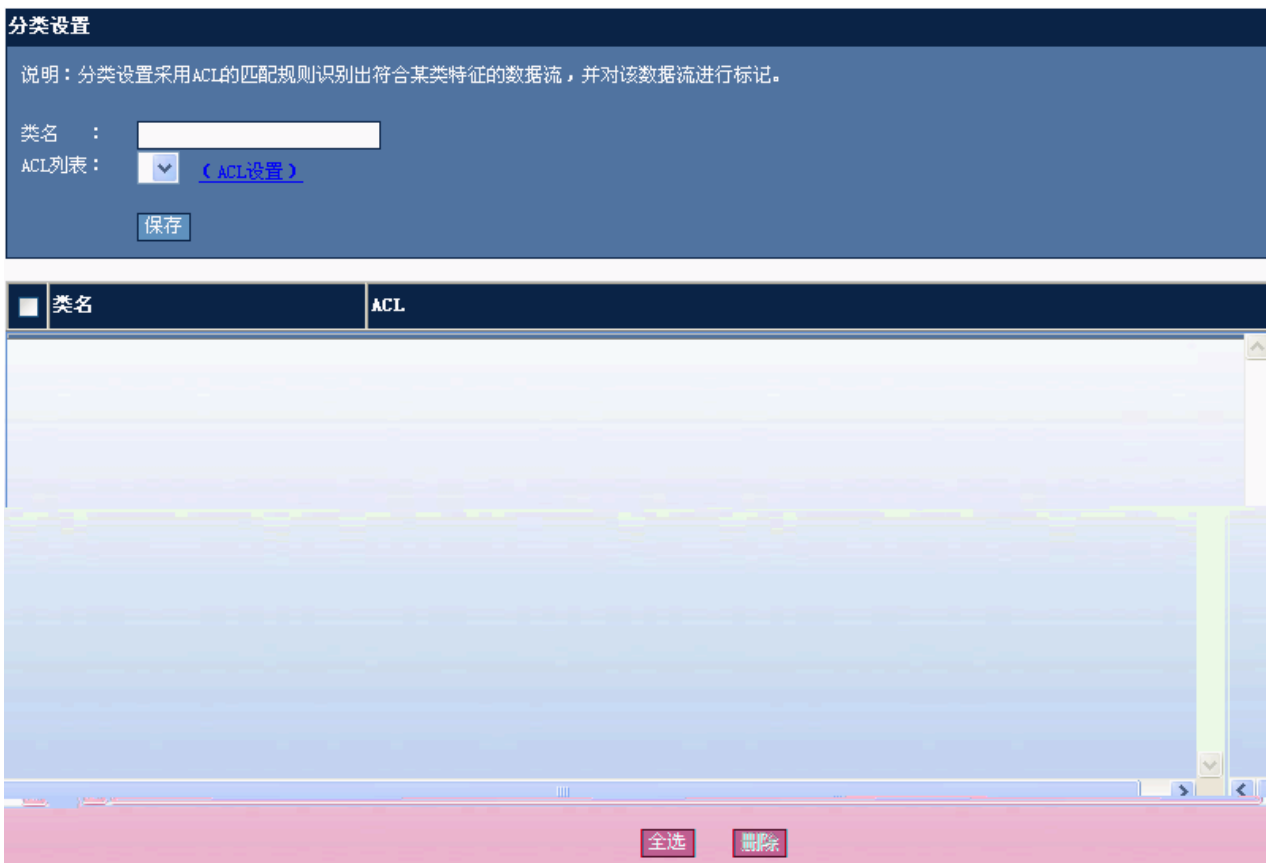 分类设置
说明：分类设置采用ACL的匹配规则识别出符合某类特征的数据流，并对该数据流进行标记。
类名 ：
ACL列表： （ACL设置）
保存
类名 ACL
全选 删除